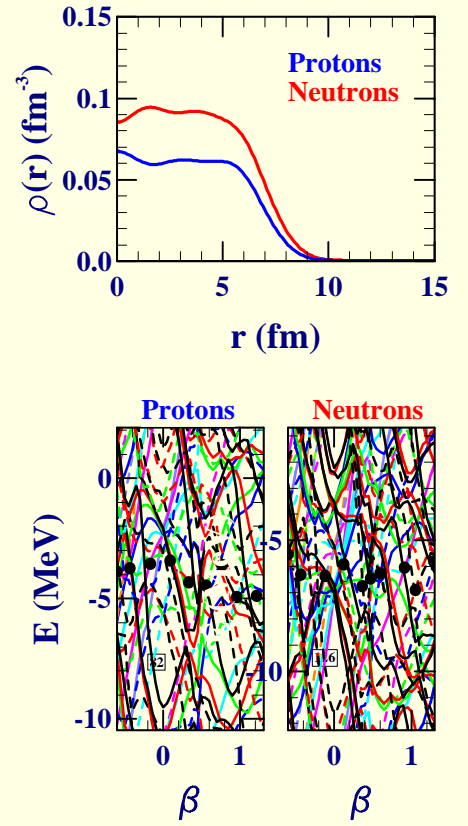 0.15
ρ(r) (fm⁻³)
Protons
Neutrons
0.1
0.05
0.0
0 5 10 15
r (fm)
Protons Neutrons
E (MeV)
0
-5
-10
-5
-10
0 1 0 1
β β